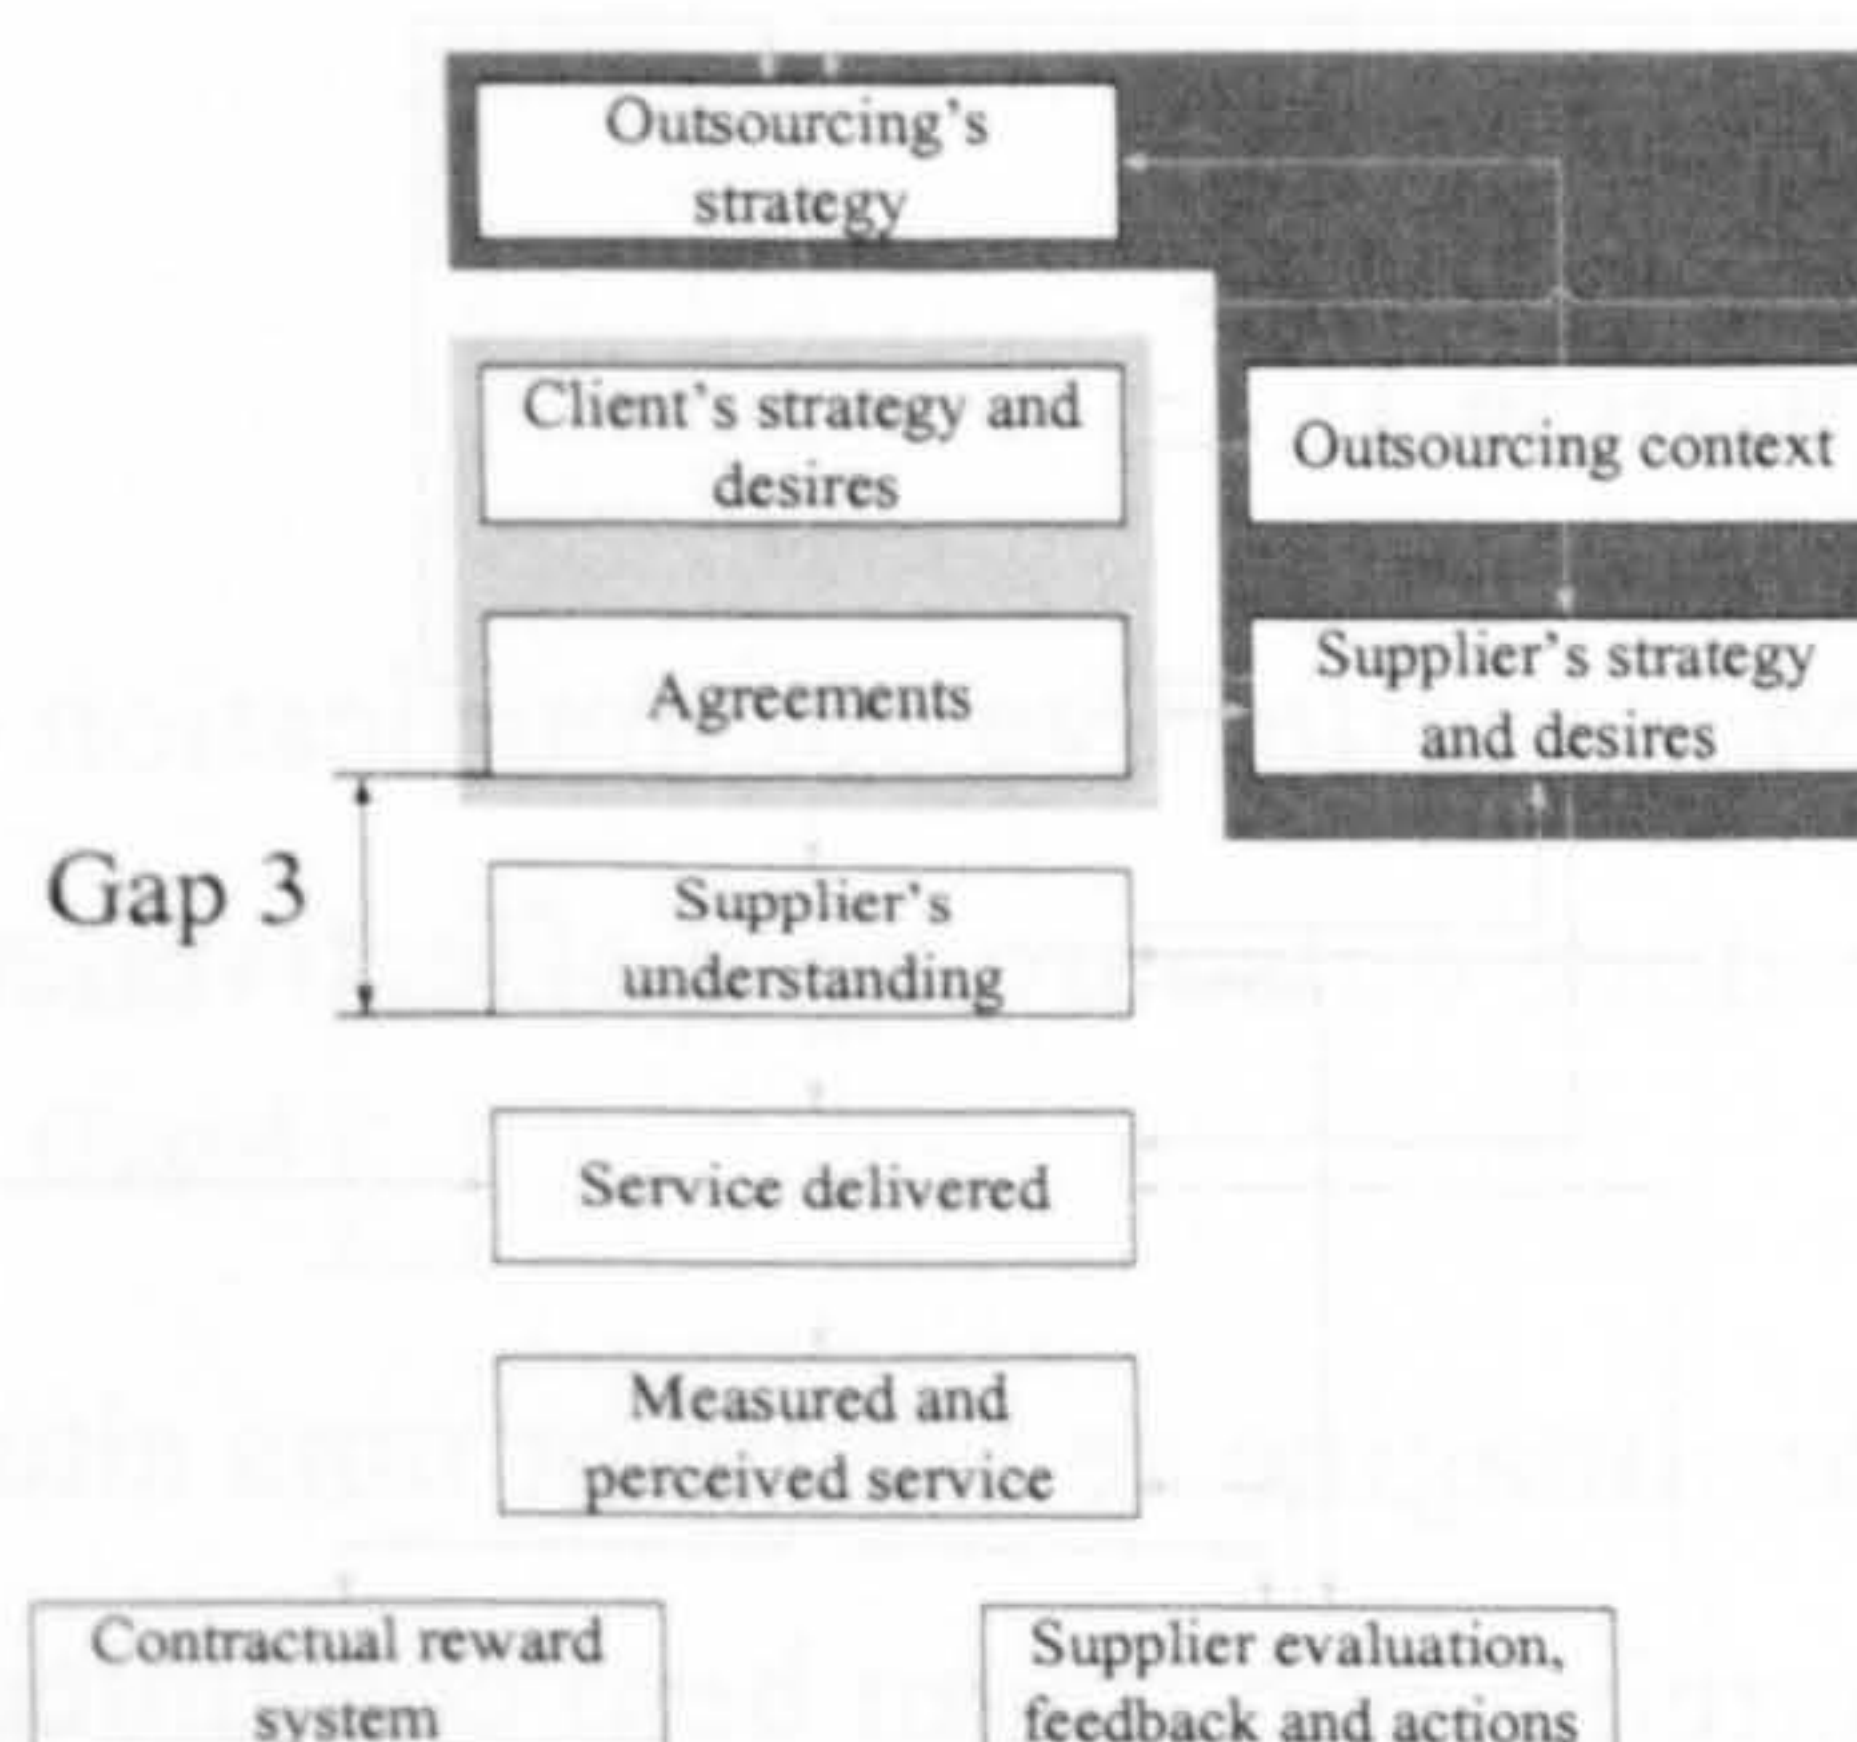 Outsourcing's
strategy
Client's strategy and
desires
Outsourcing context
Agreements
Supplier's strategy
and desires
Gap 3
Supplier's
understanding
Service delivered
Measured and
perceived service
Contractual reward
system
Supplier evaluation,
feedback and actions